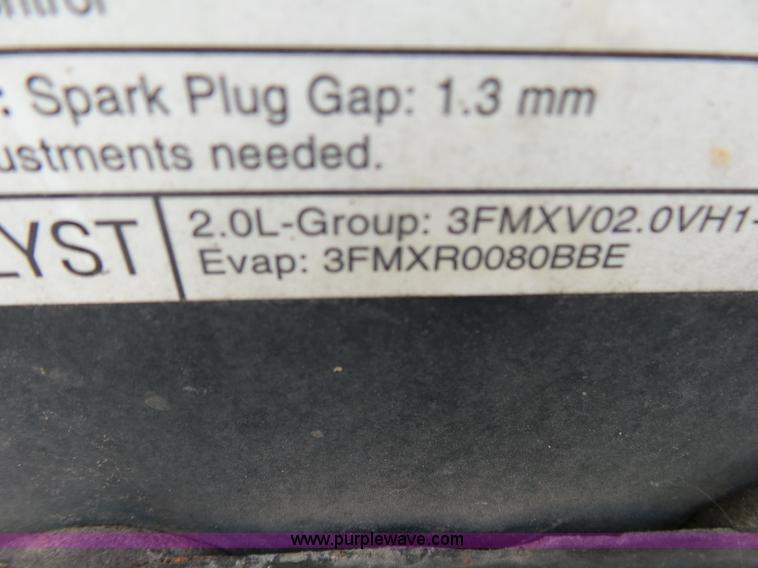 : Spark Plug Gap: 1.3 mm
ustments needed.
LYST
2.0L-Group: 3FMXV02.0VH1-
Evap: 3FMXR0080BBE
www.purplewave.com